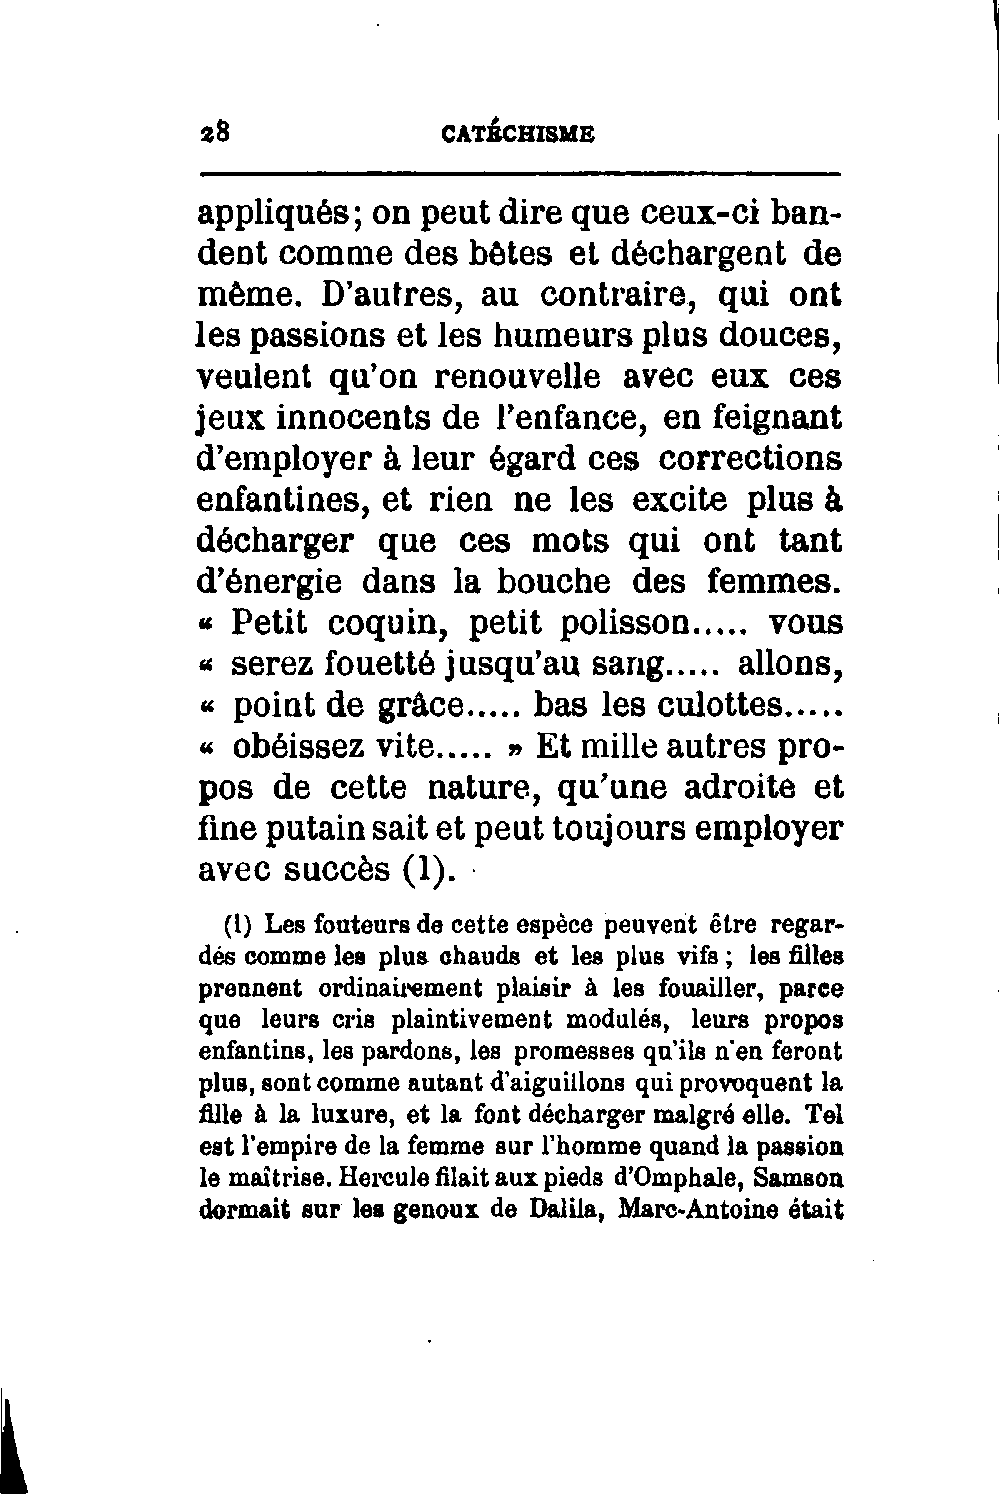 28 CATÉCHISME
appliqués; on peut dire que ceux-ci ban-
dent comme des bêtes et déchargent de
même. D'autres, au contraire, qui ont
les passions et les humeurs plus douces,
veulent qu'on renouvelle avec eux ces
jeux innocents de l'enfance, en feignant
d'employer à leur égard ces corrections
enfantines, et rien ne les excite plus à
décharger que ces mots qui ont tant
d'énergie dans la bouche des femmes.
« Petit coquin, petit polisson..... vous
« serez fouetté jusqu'au sang..... allons,
« point de grâce..... bas les culottes.....
« obéissez vite..... » Et mille autres pro-
pos de cette nature, qu'une adroite et
fine putain sait et peut toujours employer
avec succès (1).
(1) Les fouteurs de cette espèce peuvent être regar-
dés comme les plus chauds et les plus vifs ; les filles
prennent ordinairement plaisir à les fouailler, parce
que leurs cris plaintivement modulés, leurs propos
enfantins, les pardons, les promesses qu'ils n'en feront
plus, sont comme autant d'aiguillons qui provoquent la
fille à la luxure, et la font décharger malgré elle. Tel
est l'empire de la femme sur l'homme quand la passion
le maîtrise. Hercule filait aux pieds d'Omphale, Samson
dormait sur les genoux de Dalila, Marc-Antoine était